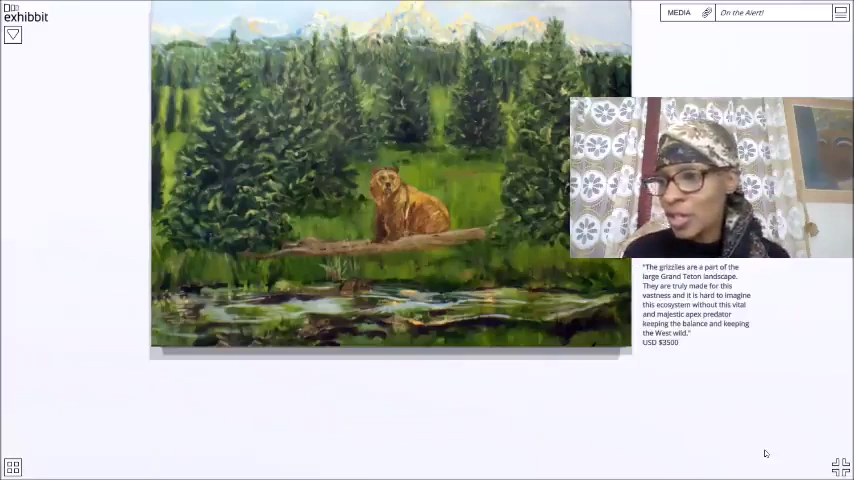 exhibbit
MEDIA
On the Alert!
"The grizzlies are a part of the
large Grand Teton landscape.
They are truly made for this
vastness and it is hard to imagine
this ecosystem without this vital
and majestic apex predator
keeping the balance and keeping
the West wild."
USD $3500